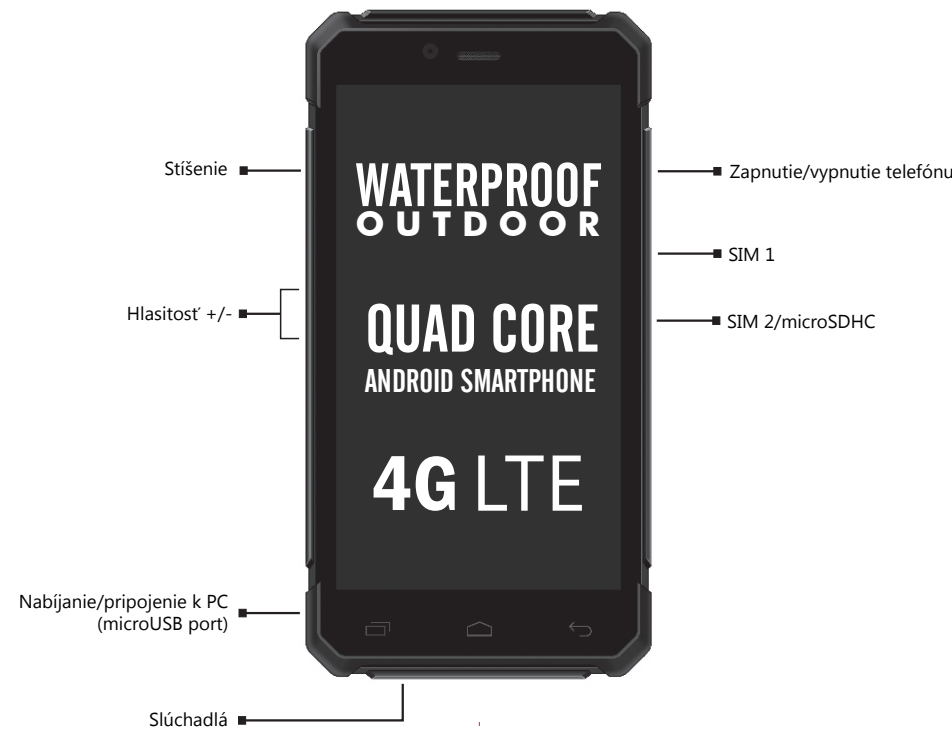 Stíšenie
Zapnutie/vypnutie telefónu
WATERPROOF
OUTDOOR
SIM 1
Hlasitosť +/-
SIM 2/microSDHC
QUAD CORE
ANDROID SMARTPHONE
4G LTE
Nabíjanie/pripojenie k PC
(microUSB port)
Slúchadlá